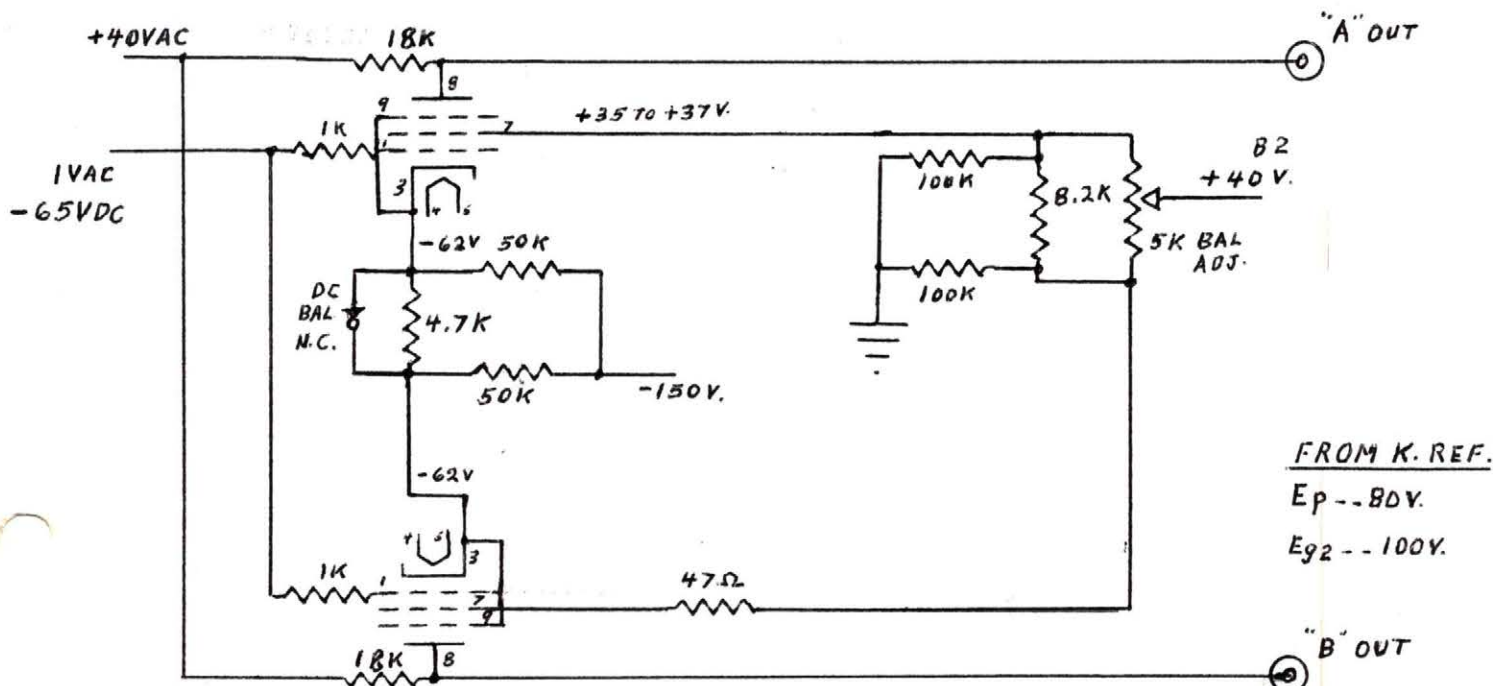 +40VAC
18K
"A" OUT
8
9
+35 TO +37V.
7
1K
1
B2
+40V.
1VAC
-65VDC
100K
8.2K
3
4 5
5K BAL
ADJ.
-62V
50K
DC
BAL
N.C.
4.7K
100K
50K
-150V.
-62V
FROM K. REF.
Ep -- 80V.
Eg2 -- 100V.
4 5
3
1K
1
7
9
47Ω
"B" OUT
18K
8